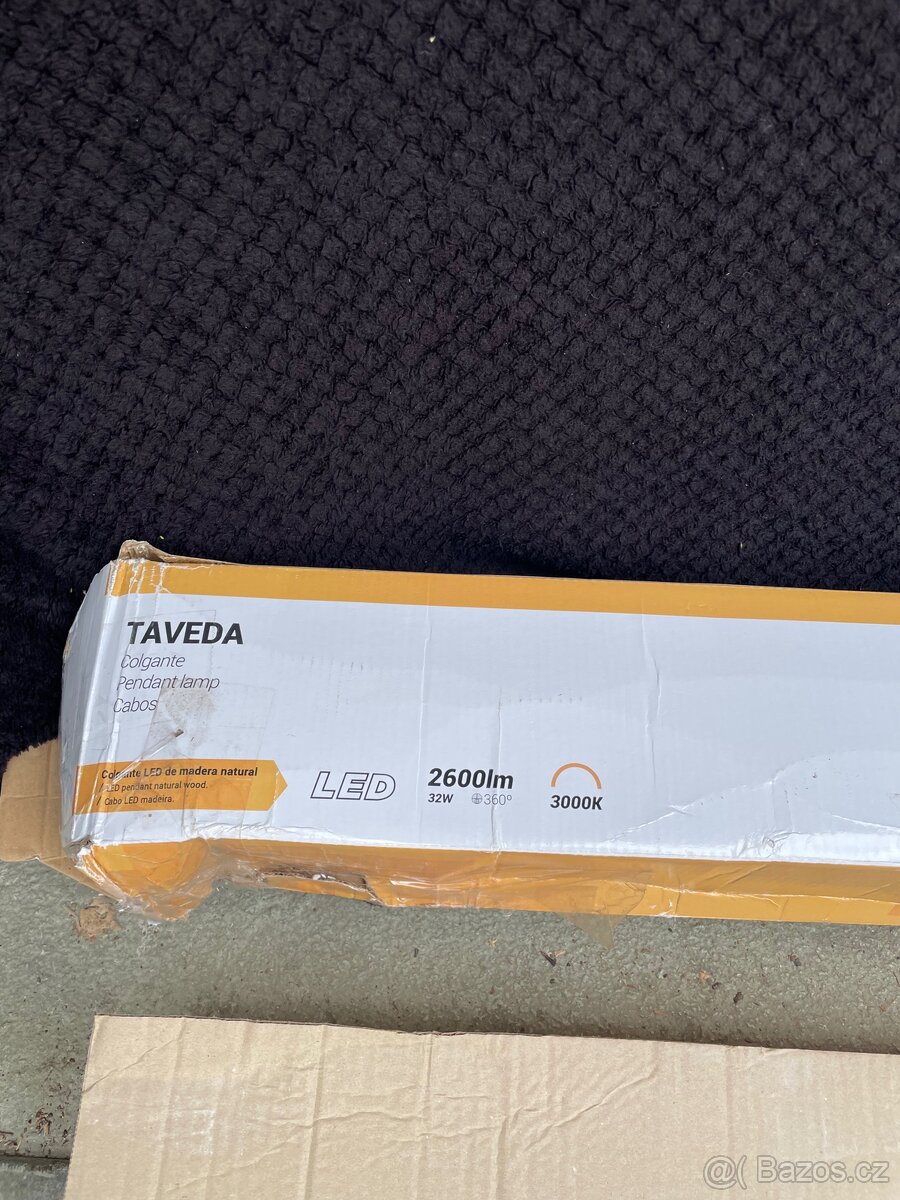 TAVEDA
Colgante
Pendant lamp
Cabos
Colgante LED de madera natural
/ LED pendant natural wood.
/ Cabo LED madeira.
LED
2600lm
32W 360º
3000K
@( Bazos.cz